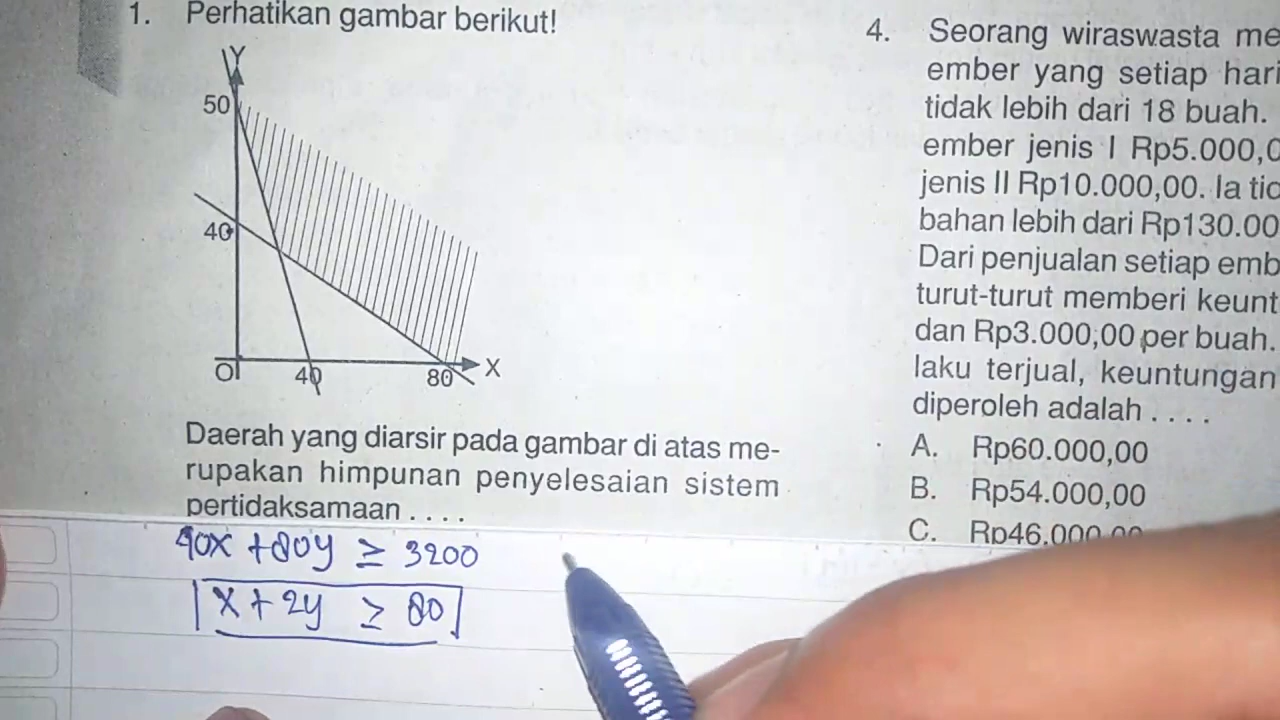 1. Perhatikan gambar berikut!
Y
50
40
O
40
80
X
Daerah yang diarsir pada gambar di atas me-
rupakan himpunan penyelesaian sistem
pertidaksamaan . . . .
40x + 80y ≥ 3200
x + 2y ≥ 80
4. Seorang wiraswasta me
ember yang setiap hari
tidak lebih dari 18 buah.
ember jenis I Rp5.000,0
jenis II Rp10.000,00. Ia tid
bahan lebih dari Rp130.00
Dari penjualan setiap emb
turut-turut memberi keunt
dan Rp3.000,00 per buah.
laku terjual, keuntungan
diperoleh adalah . . . .
A. Rp60.000,00
B. Rp54.000,00
C. Rp46.000,00